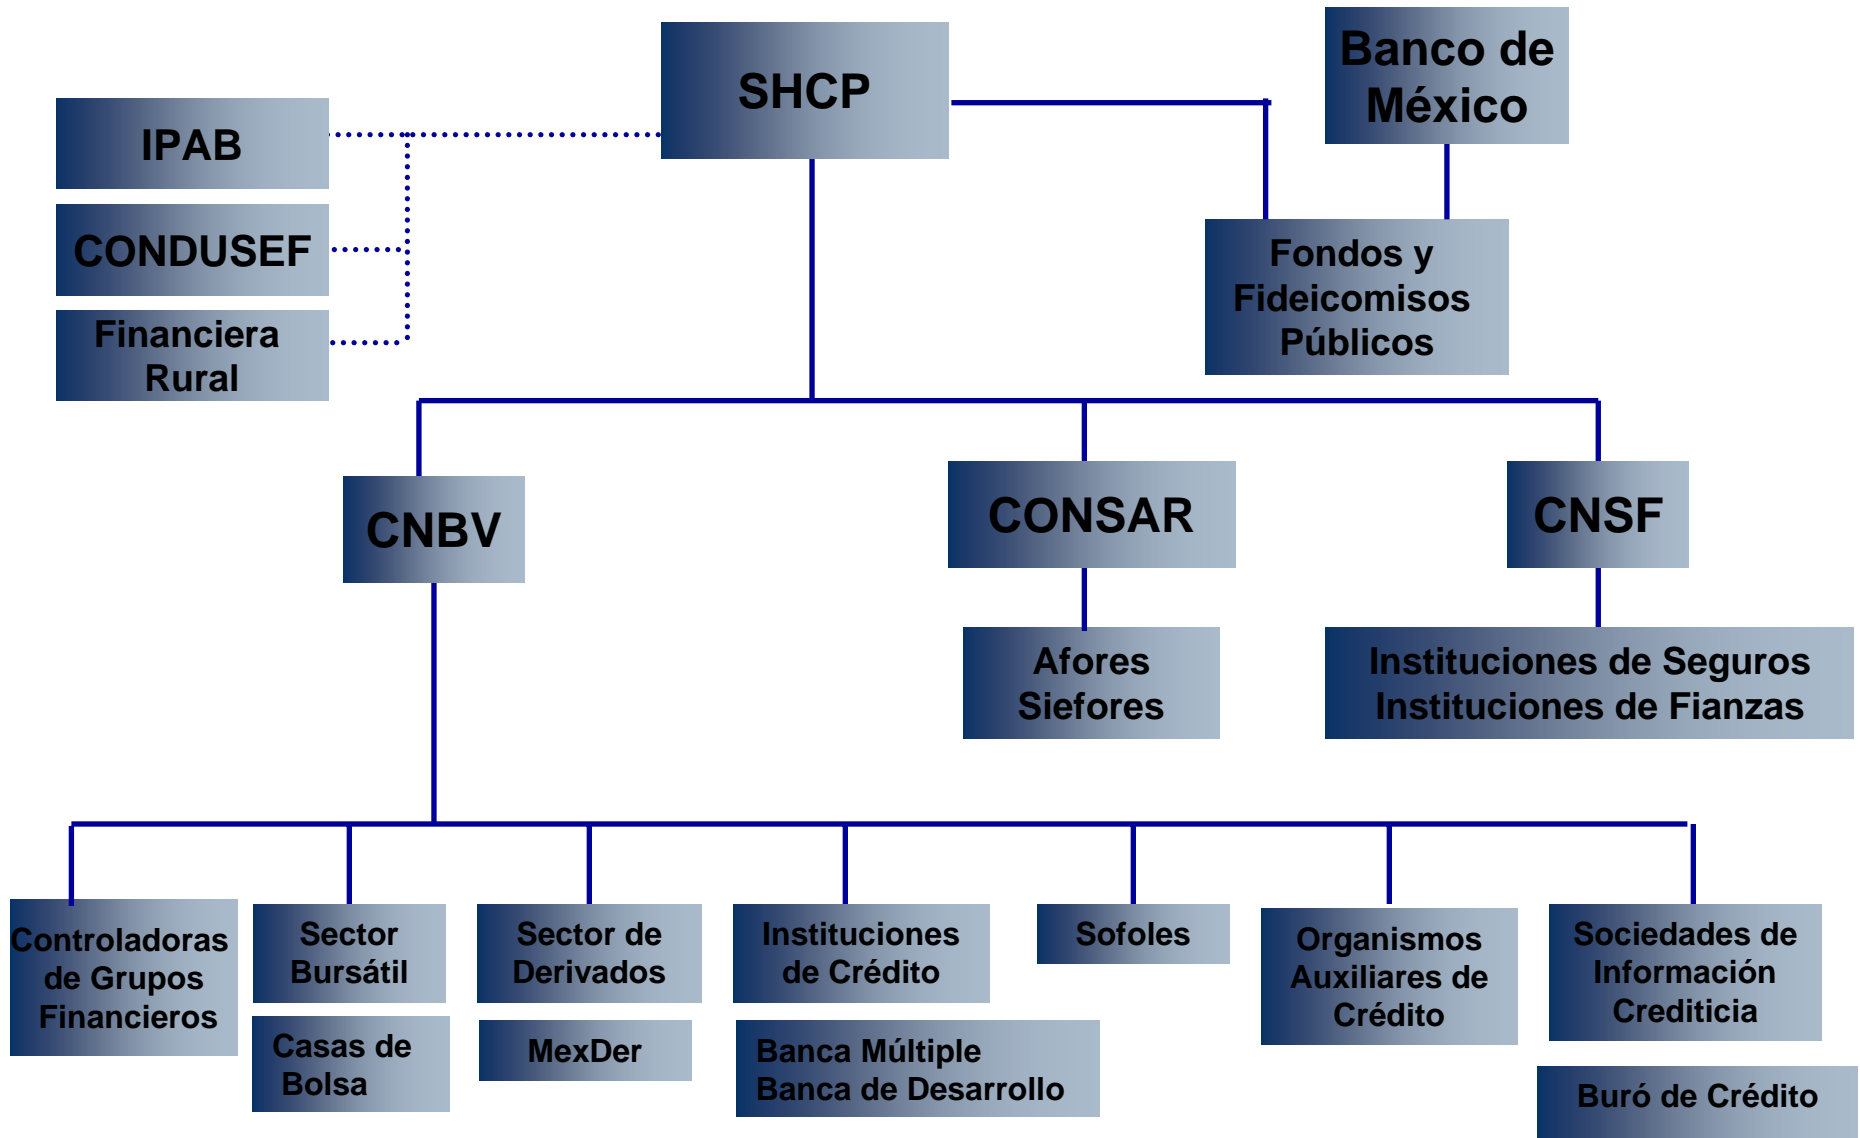 SHCP
Banco de
México
IPAB
CONDUSEF
Financiera
Rural
Fondos y
Fideicomisos
Públicos
CNBV
CONSAR
CNSF
Afores
Siefores
Instituciones de Seguros
Instituciones de Fianzas
Controladoras
de Grupos
Financieros
Sector
Bursátil
Casas de
Bolsa
Sector de
Derivados
MexDer
Instituciones
de Crédito
Banca Múltiple
Banca de Desarrollo
Sofoles
Organismos
Auxiliares de
Crédito
Sociedades de
Información
Crediticia
Buró de Crédito